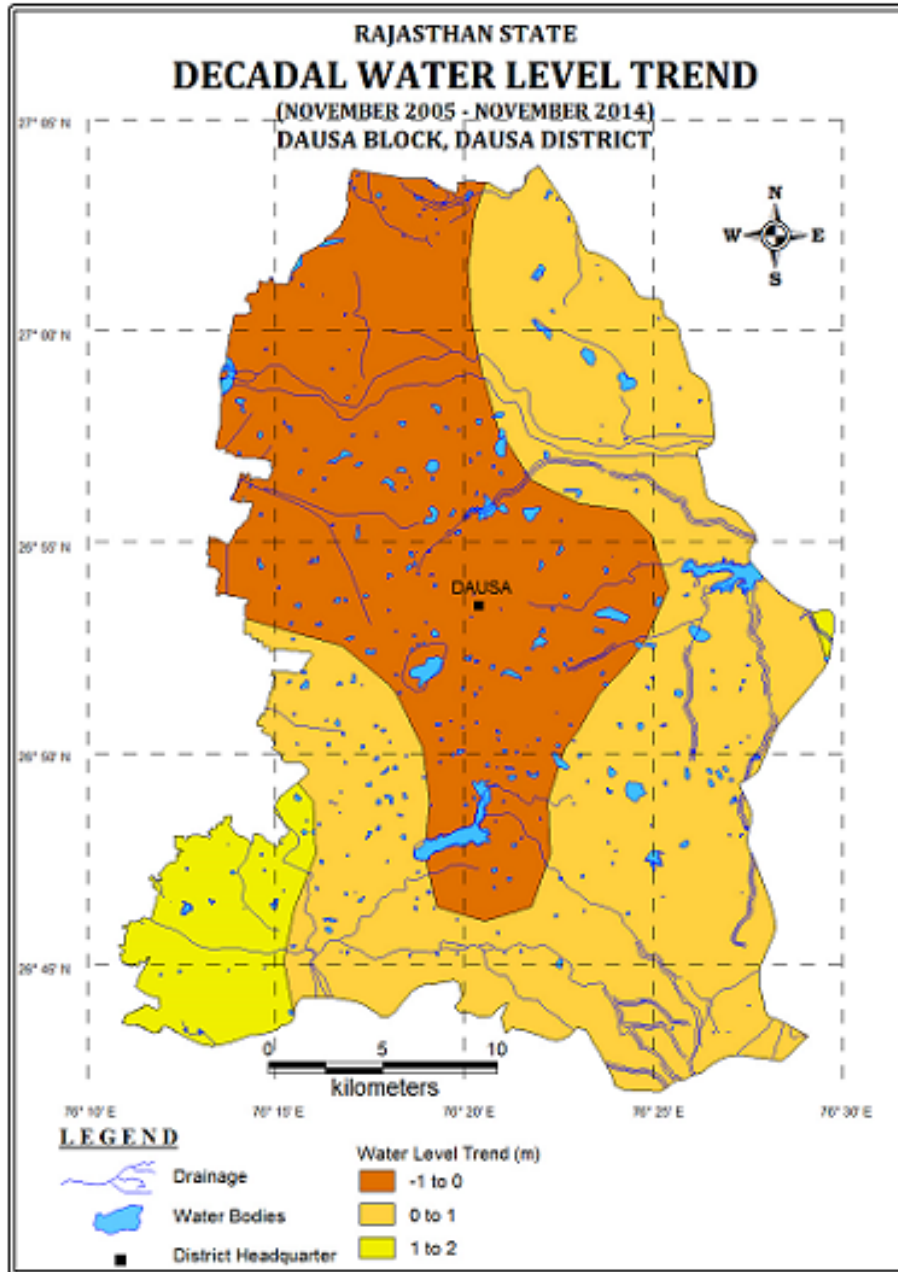 RAJASTHAN STATE
DECADAL WATER LEVEL TREND
(NOVEMBER 2005 - NOVEMBER 2014)
DAUSA BLOCK, DAUSA DISTRICT
27° 05' N
N
W E
S
27° 00' N
26° 55' N
DAUSA
26° 50' N
26° 45' N
0 5 10
kilometers
76° 10' E 76° 15' E 76° 20' E 76° 25' E 76° 30' E
LEGEND
Drainage
Water Bodies
District Headquarter
Water Level Trend (m)
-1 to 0
0 to 1
1 to 2